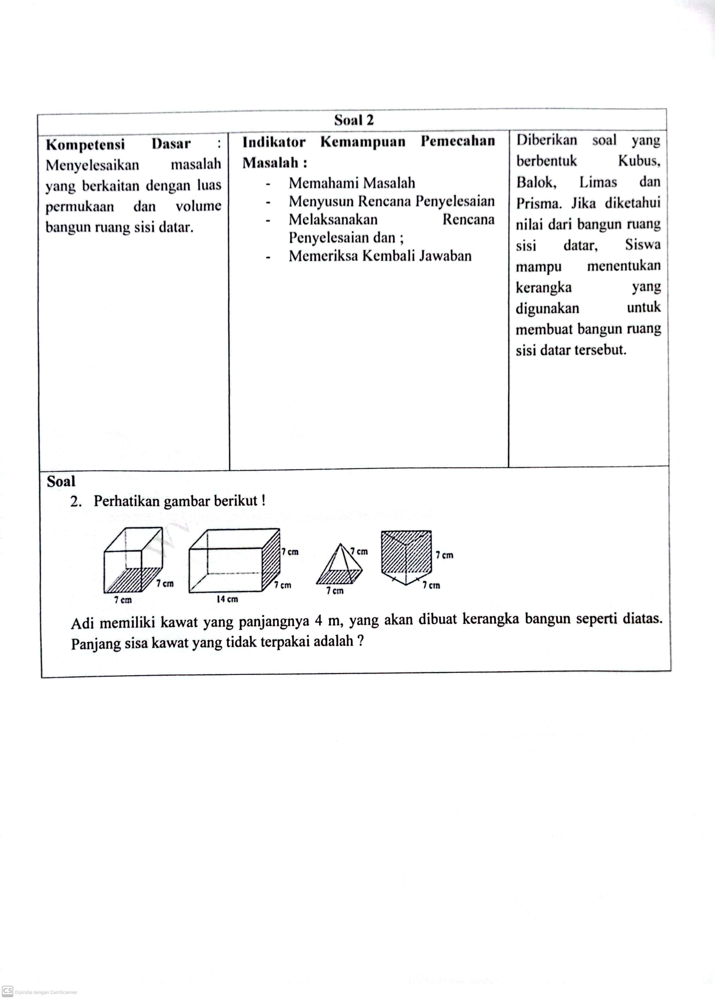 Soal 2
Kompetensi Dasar :
Menyelesaikan masalah
yang berkaitan dengan luas
permukaan dan volume
bangun ruang sisi datar.
Indikator Kemampuan Pemecahan
Masalah :
- Memahami Masalah
- Menyusun Rencana Penyelesaian
- Melaksanakan Rencana
Penyelesaian dan ;
- Memeriksa Kembali Jawaban
Diberikan soal yang
berbentuk Kubus,
Balok, Limas dan
Prisma. Jika diketahui
nilai dari bangun ruang
sisi datar, Siswa
mampu menentukan
kerangka yang
digunakan untuk
membuat bangun ruang
sisi datar tersebut.
Soal
2. Perhatikan gambar berikut !
7 cm
7 cm
7 cm
7 cm
14 cm
7 cm
7 cm
7 cm
7 cm
Adi memiliki kawat yang panjangnya 4 m, yang akan dibuat kerangka bangun seperti diatas.
Panjang sisa kawat yang tidak terpakai adalah ?
CS Dipindai dengan CamScanner